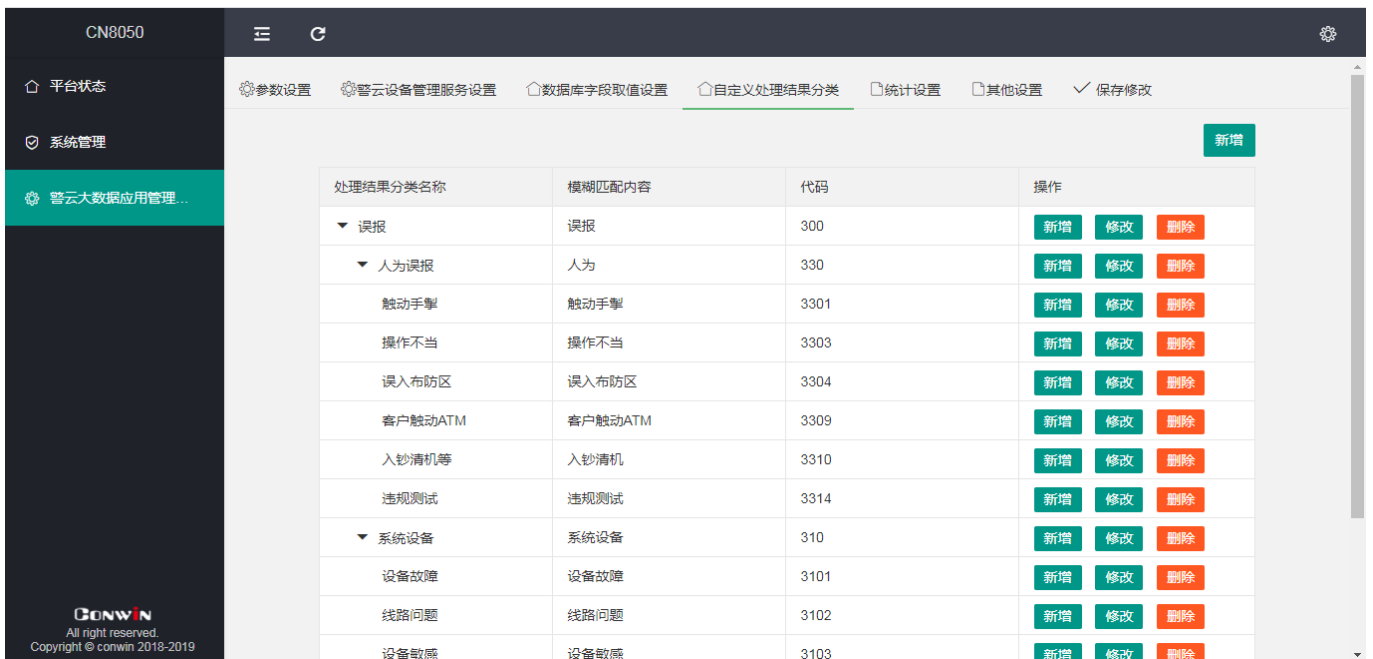 CN8050
平台状态
系统管理
警云大数据应用管理...
CONWIN
All right reserved.
Copyright © conwin 2018-2019
参数设置 警云设备管理服务设置 数据库字段取值设置 自定义处理结果分类 统计设置 其他设置 保存修改
新增
处理结果分类名称 模糊匹配内容 代码 操作
误报 误报 300 新增 修改 删除
人为误报 人为 330 新增 修改 删除
触动手掣 触动手掣 3301 新增 修改 删除
操作不当 操作不当 3303 新增 修改 删除
误入布防区 误入布防区 3304 新增 修改 删除
客户触动ATM 客户触动ATM 3309 新增 修改 删除
入钞清机等 入钞清机 3310 新增 修改 删除
违规测试 违规测试 3314 新增 修改 删除
系统设备 系统设备 310 新增 修改 删除
设备故障 设备故障 3101 新增 修改 删除
线路问题 线路问题 3102 新增 修改 删除
设备敏感 设备敏感 3103 新增 修改 删除